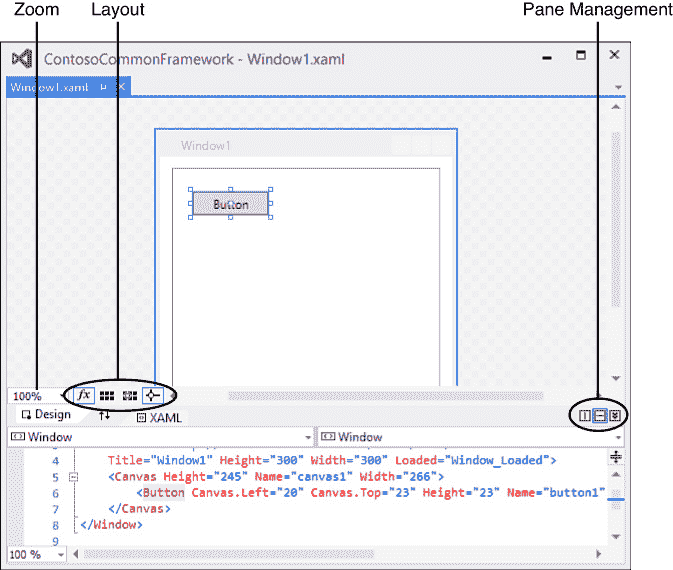 Zoom
Layout
Pane Management
ContosoCommonFramework - Window1.xaml
Window1.xaml
Window1
Button
100%
fx
Design
XAML
Window
Window
4 Title="Window1" Height="300" Width="300" Loaded="Window_Loaded">
5 <Canvas Height="245" Name="canvas1" Width="266">
6 <Button Canvas.Left="20" Canvas.Top="23" Height="23" Name="button1"
7 </Canvas>
8 </Window>
9
100 %